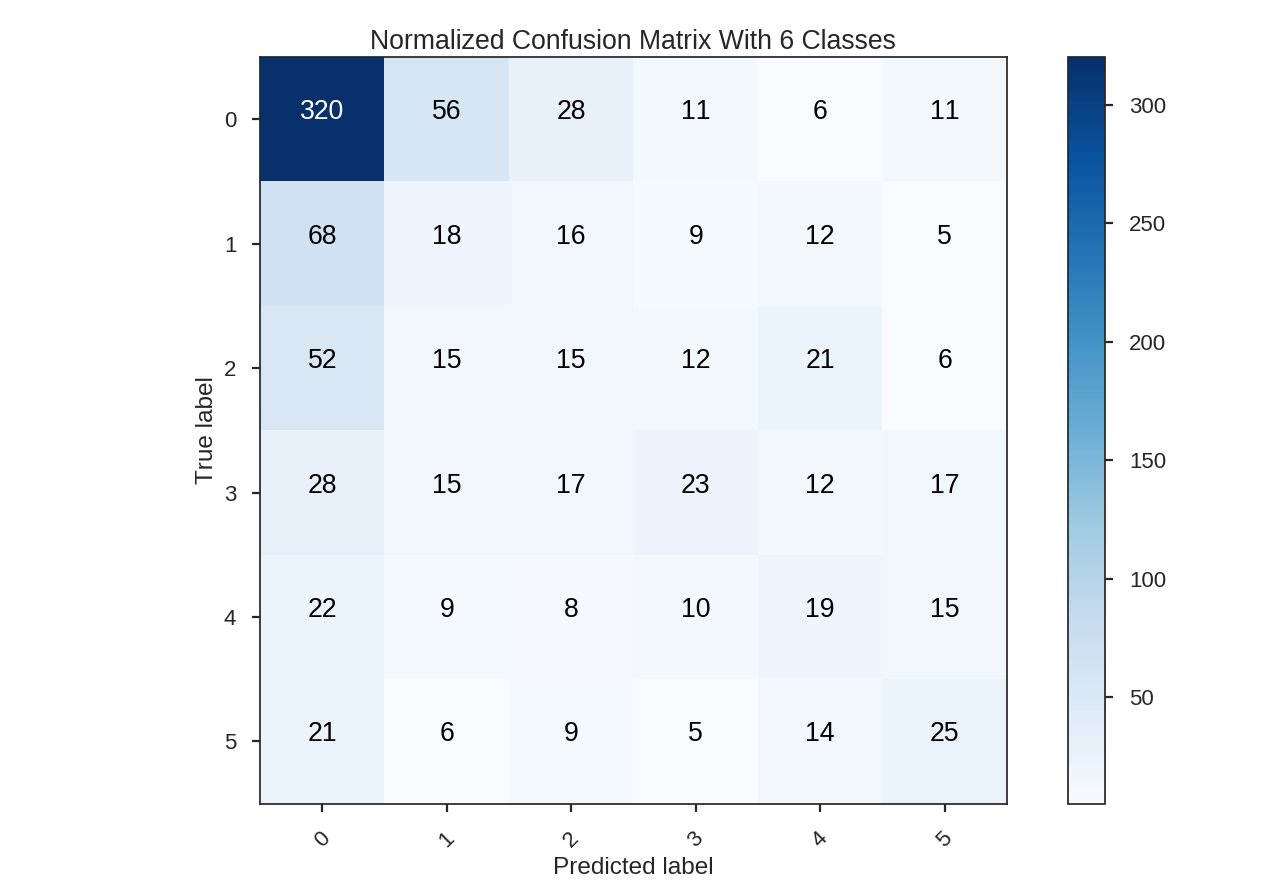 Normalized Confusion Matrix With 6 Classes
0 320 56 28 11 6 11
1 68 18 16 9 12 5
2 52 15 15 12 21 6
3 28 15 17 23 12 17
4 22 9 8 10 19 15
5 21 6 9 5 14 25
0 1 2 3 4 5
True label
Predicted label
300
250
200
150
100
50